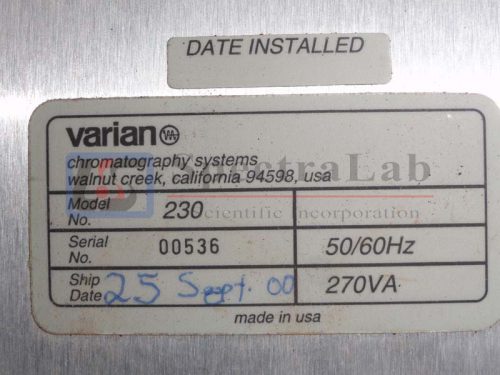 DATE INSTALLED
varian
chromatography systems
walnut creek, california 94598, usa
SpectraLab
Scientific Incorporation
Model No. 230
Serial No. 00536 50/60Hz
Ship Date 25 Sept. 00 270VA
made in usa